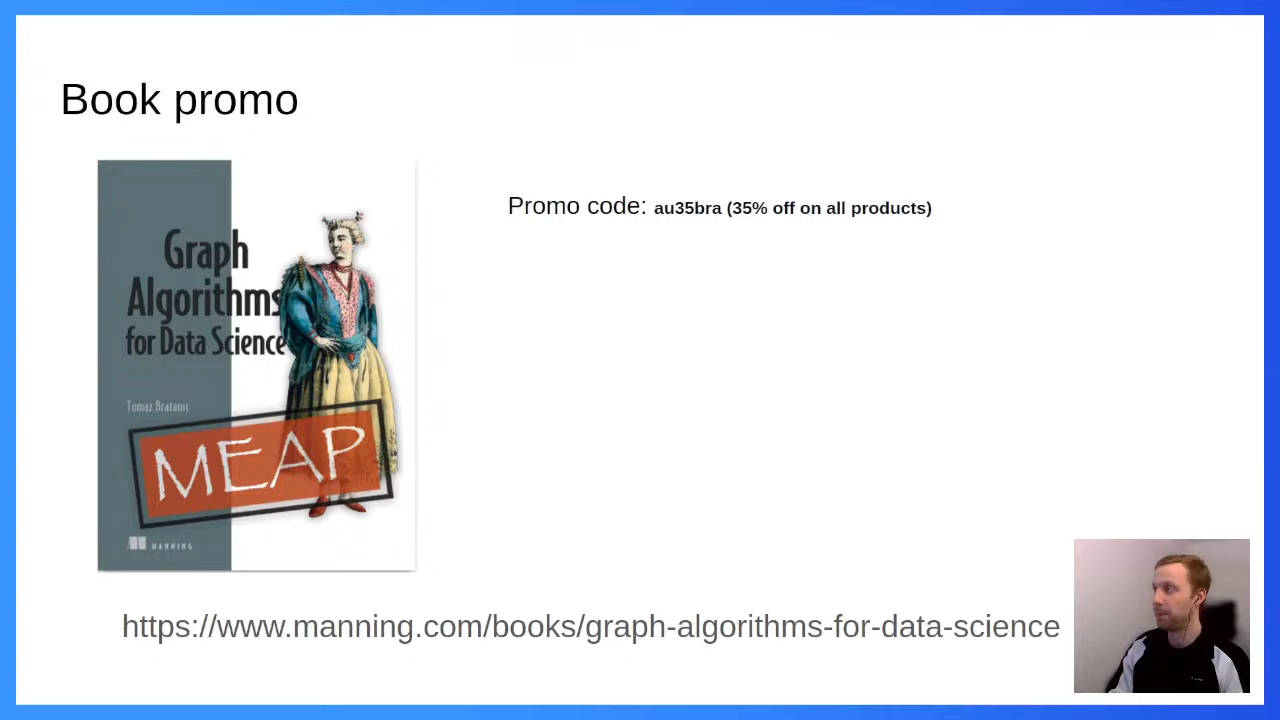 Book promo
Promo code: au35bra (35% off on all products)
Graph
Algorithms
for Data Science
Tomaz Bratanic
MEAP
MANNING
https://www.manning.com/books/graph-algorithms-for-data-science